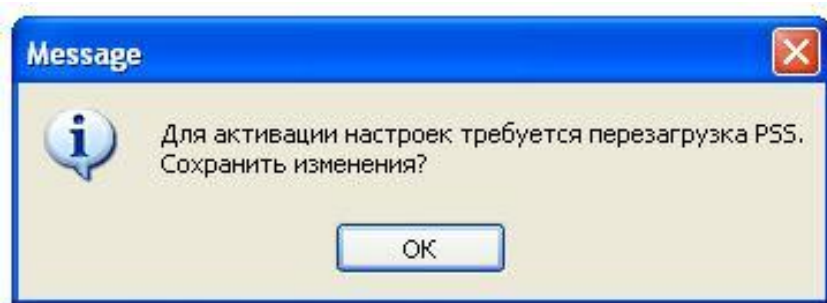 Message
Для активации настроек требуется перезагрузка PSS.
Сохранить изменения?
OK